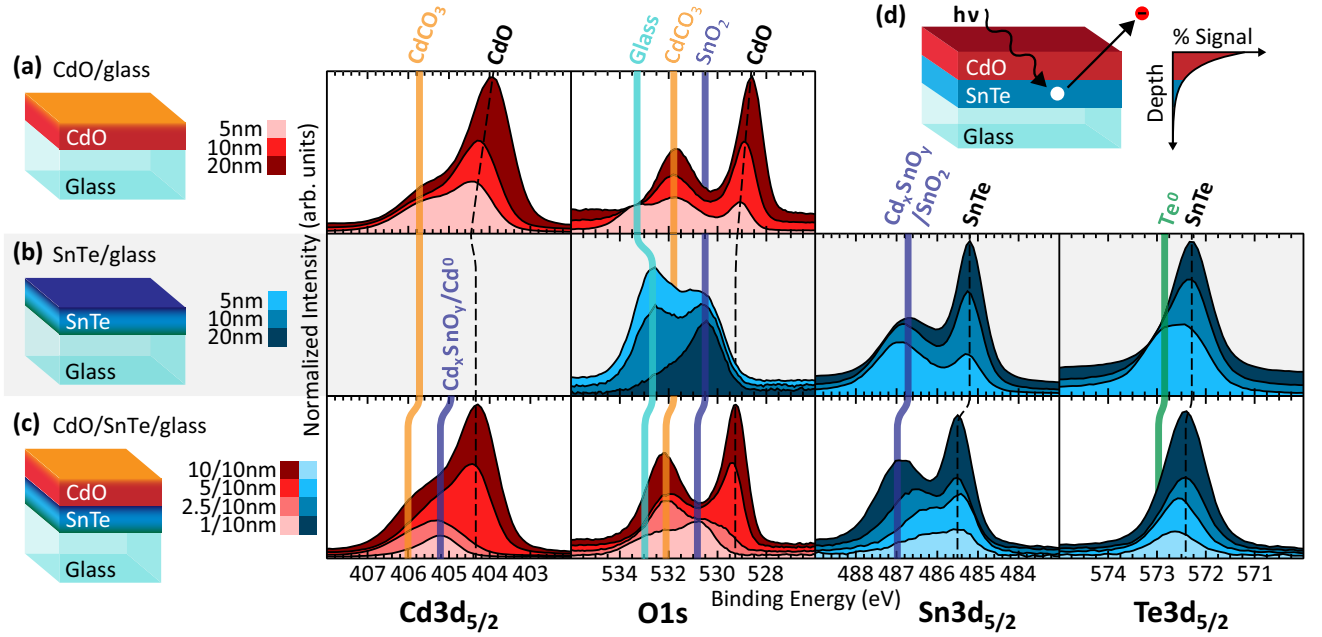 CdCO3
CdO
Glass
CdCO3
SnO2
CdO
(a) CdO/glass
CdO
Glass
5nm
10nm
20nm
(d)
hν
CdO
SnTe
Glass
% Signal
Depth
CdxSnOy
/SnO2
SnTe
Te0
SnTe
Normalized Intensity (arb. units)
(b) SnTe/glass
SnTe
Glass
5nm
10nm
20nm
CdxSnOy/Cd0
(c) CdO/SnTe/glass
CdO
SnTe
Glass
10/10nm
5/10nm
2.5/10nm
1/10nm
407 406 405 404 403
534 532 530 528
488 487 486 485 484
574 573 572 571
Binding Energy (eV)
Cd3d5/2
O1s
Sn3d5/2
Te3d5/2